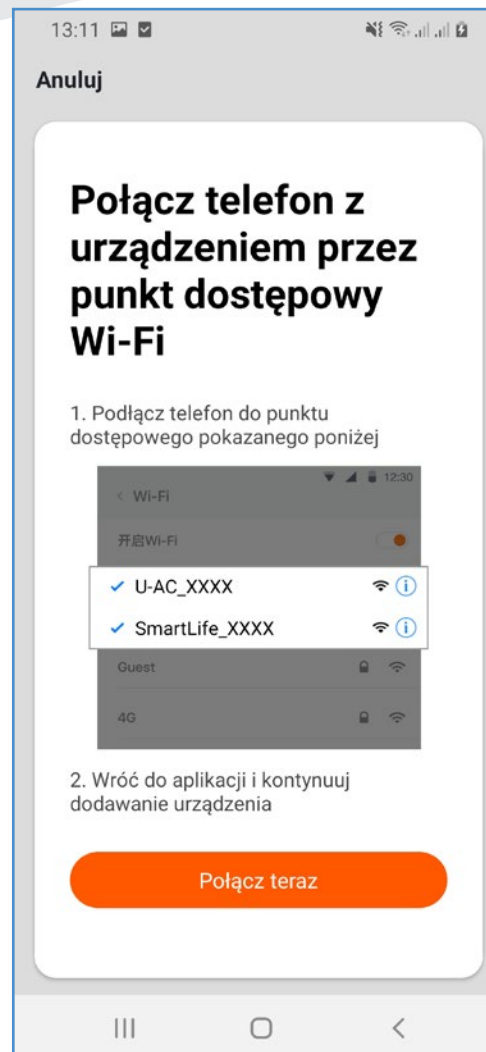 13:11
Anuluj
Połącz telefon z
urządzeniem przez
punkt dostępowy
Wi-Fi
1. Podłącz telefon do punktu
dostępowego pokazanego poniżej
12:30
< Wi-Fi
开启Wi-Fi
U-AC_XXXX
SmartLife_XXXX
Guest
4G
2. Wróć do aplikacji i kontynuuj
dodawanie urządzenia
Połącz teraz